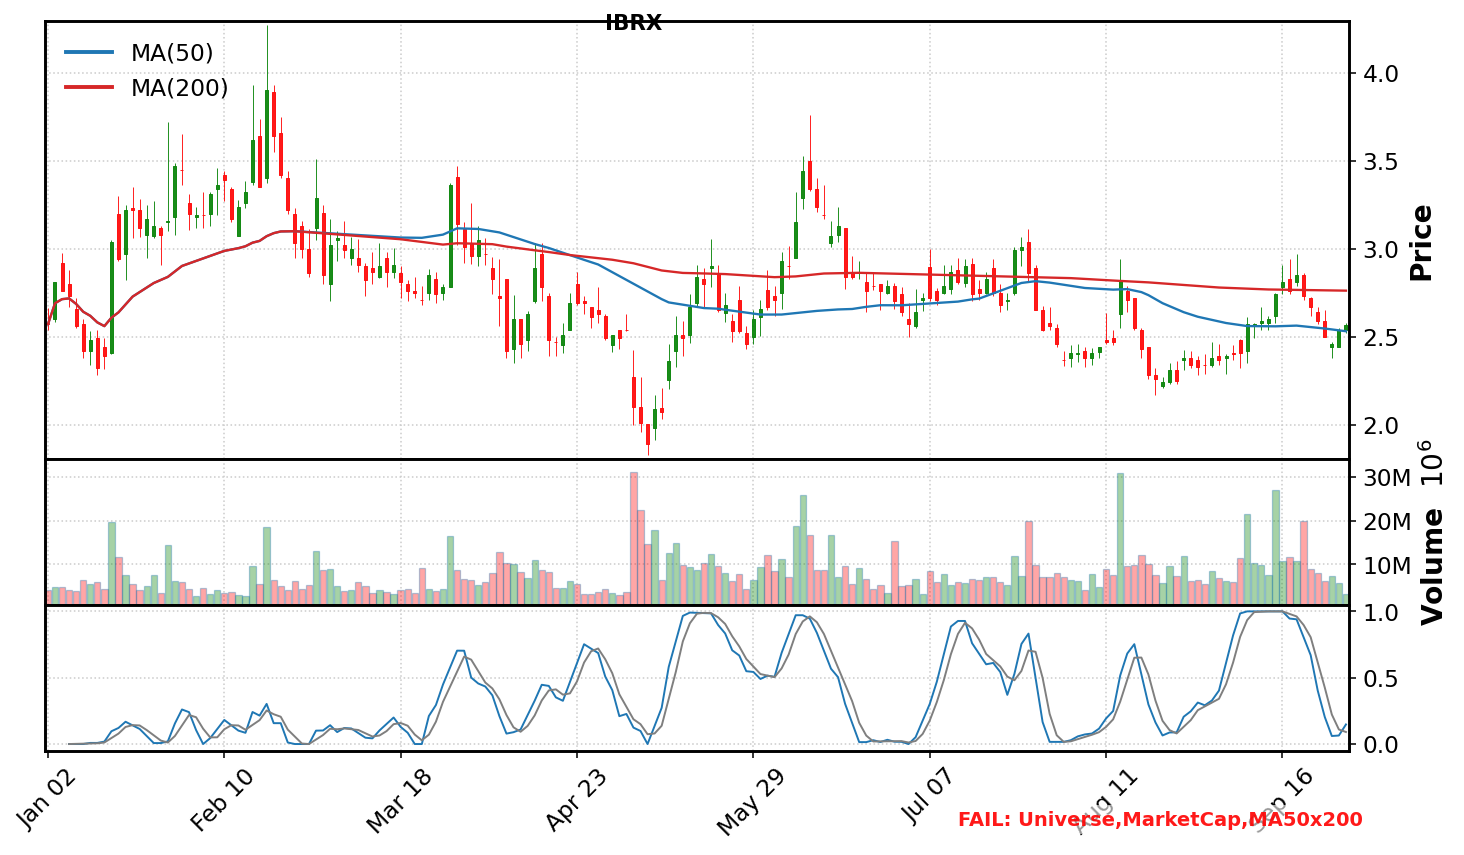 IBRX
MA(50)
MA(200)
4.0
3.5
3.0
2.5
2.0
Price
30M
20M
10M
Volume 10^6
1.0
0.5
0.0
Jan 02
Feb 10
Mar 18
Apr 23
May 29
Jul 07
Aug 11
Sep 16
FAIL: Universe,MarketCap,MA50x200